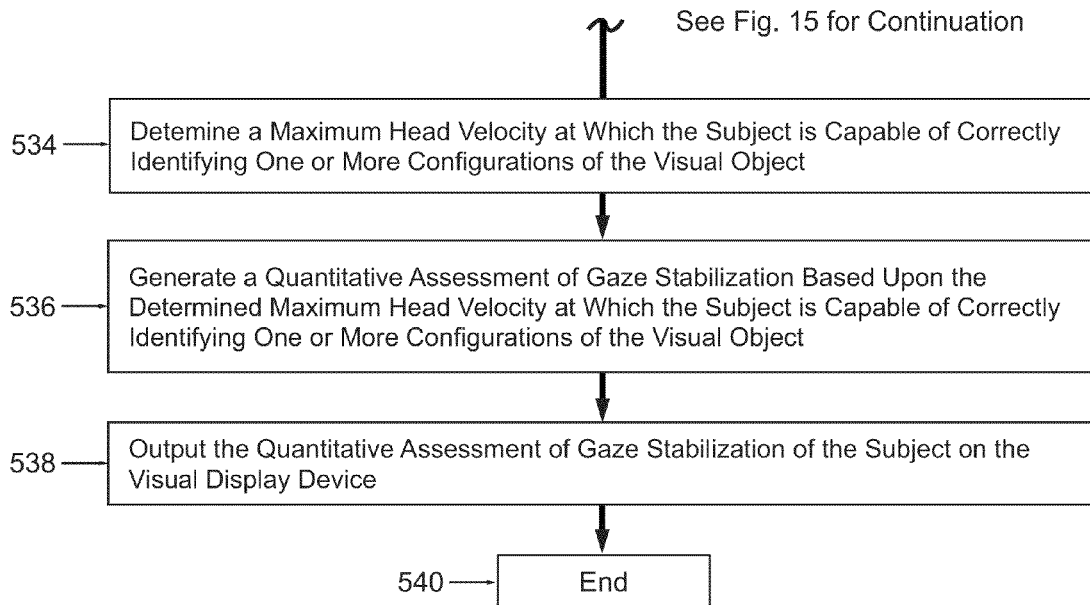 See Fig. 15 for Continuation
534
Detemine a Maximum Head Velocity at Which the Subject is Capable of Correctly
Identifying One or More Configurations of the Visual Object
536
Generate a Quantitative Assessment of Gaze Stabilization Based Upon the
Determined Maximum Head Velocity at Which the Subject is Capable of Correctly
Identifying One or More Configurations of the Visual Object
538
Output the Quantitative Assessment of Gaze Stabilization of the Subject on the
Visual Display Device
540
End